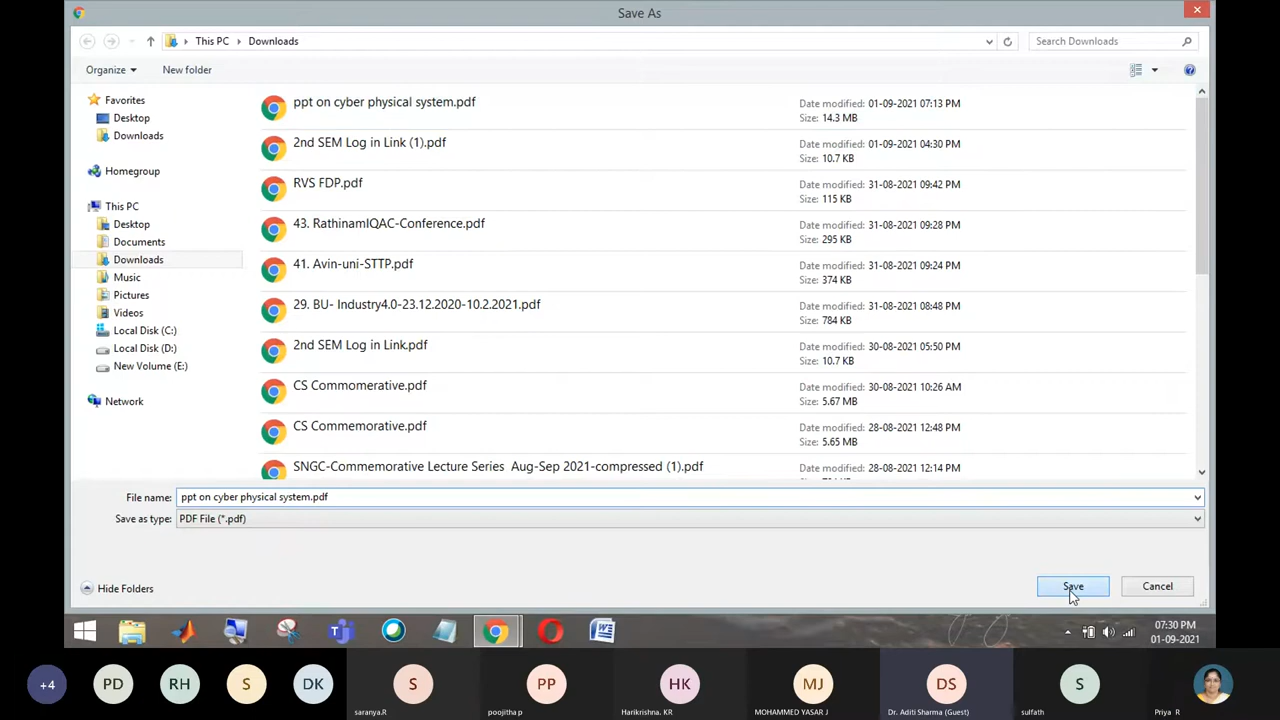 Save As
This PC
Downloads
Search Downloads
Organize
New folder
Favorites
Desktop
Downloads
Homegroup
This PC
Desktop
Documents
Downloads
Music
Pictures
Videos
Local Disk (C:)
Local Disk (D:)
New Volume (E:)
Network
ppt on cyber physical system.pdf
Date modified: 01-09-2021 07:13 PM
Size: 14.3 MB
2nd SEM Log in Link (1).pdf
Date modified: 01-09-2021 04:30 PM
Size: 10.7 KB
RVS FDP.pdf
Date modified: 31-08-2021 09:42 PM
Size: 115 KB
43. RathinamIQAC-Conference.pdf
Date modified: 31-08-2021 09:28 PM
Size: 295 KB
41. Avin-uni-STTP.pdf
Date modified: 31-08-2021 09:24 PM
Size: 374 KB
29. BU- Industry4.0-23.12.2020-10.2.2021.pdf
Date modified: 31-08-2021 08:48 PM
Size: 784 KB
2nd SEM Log in Link.pdf
Date modified: 30-08-2021 05:50 PM
Size: 10.7 KB
CS Commomerative.pdf
Date modified: 30-08-2021 10:26 AM
Size: 5.67 MB
CS Commemorative.pdf
Date modified: 28-08-2021 12:48 PM
Size: 5.65 MB
SNGC-Commemorative Lecture Series Aug-Sep 2021-compressed (1).pdf
Date modified: 28-08-2021 12:14 PM
File name: ppt on cyber physical system.pdf
Save as type: PDF File (*.pdf)
Hide Folders
Save
Cancel
07:30 PM
01-09-2021
+4
PD
RH
S
DK
S
saranya.R
PP
poojitha p
HK
Harikrishna. KR
MJ
MOHAMMED YASAR J
DS
Dr. Aditi Sharma (Guest)
S
sulfath
Priya R